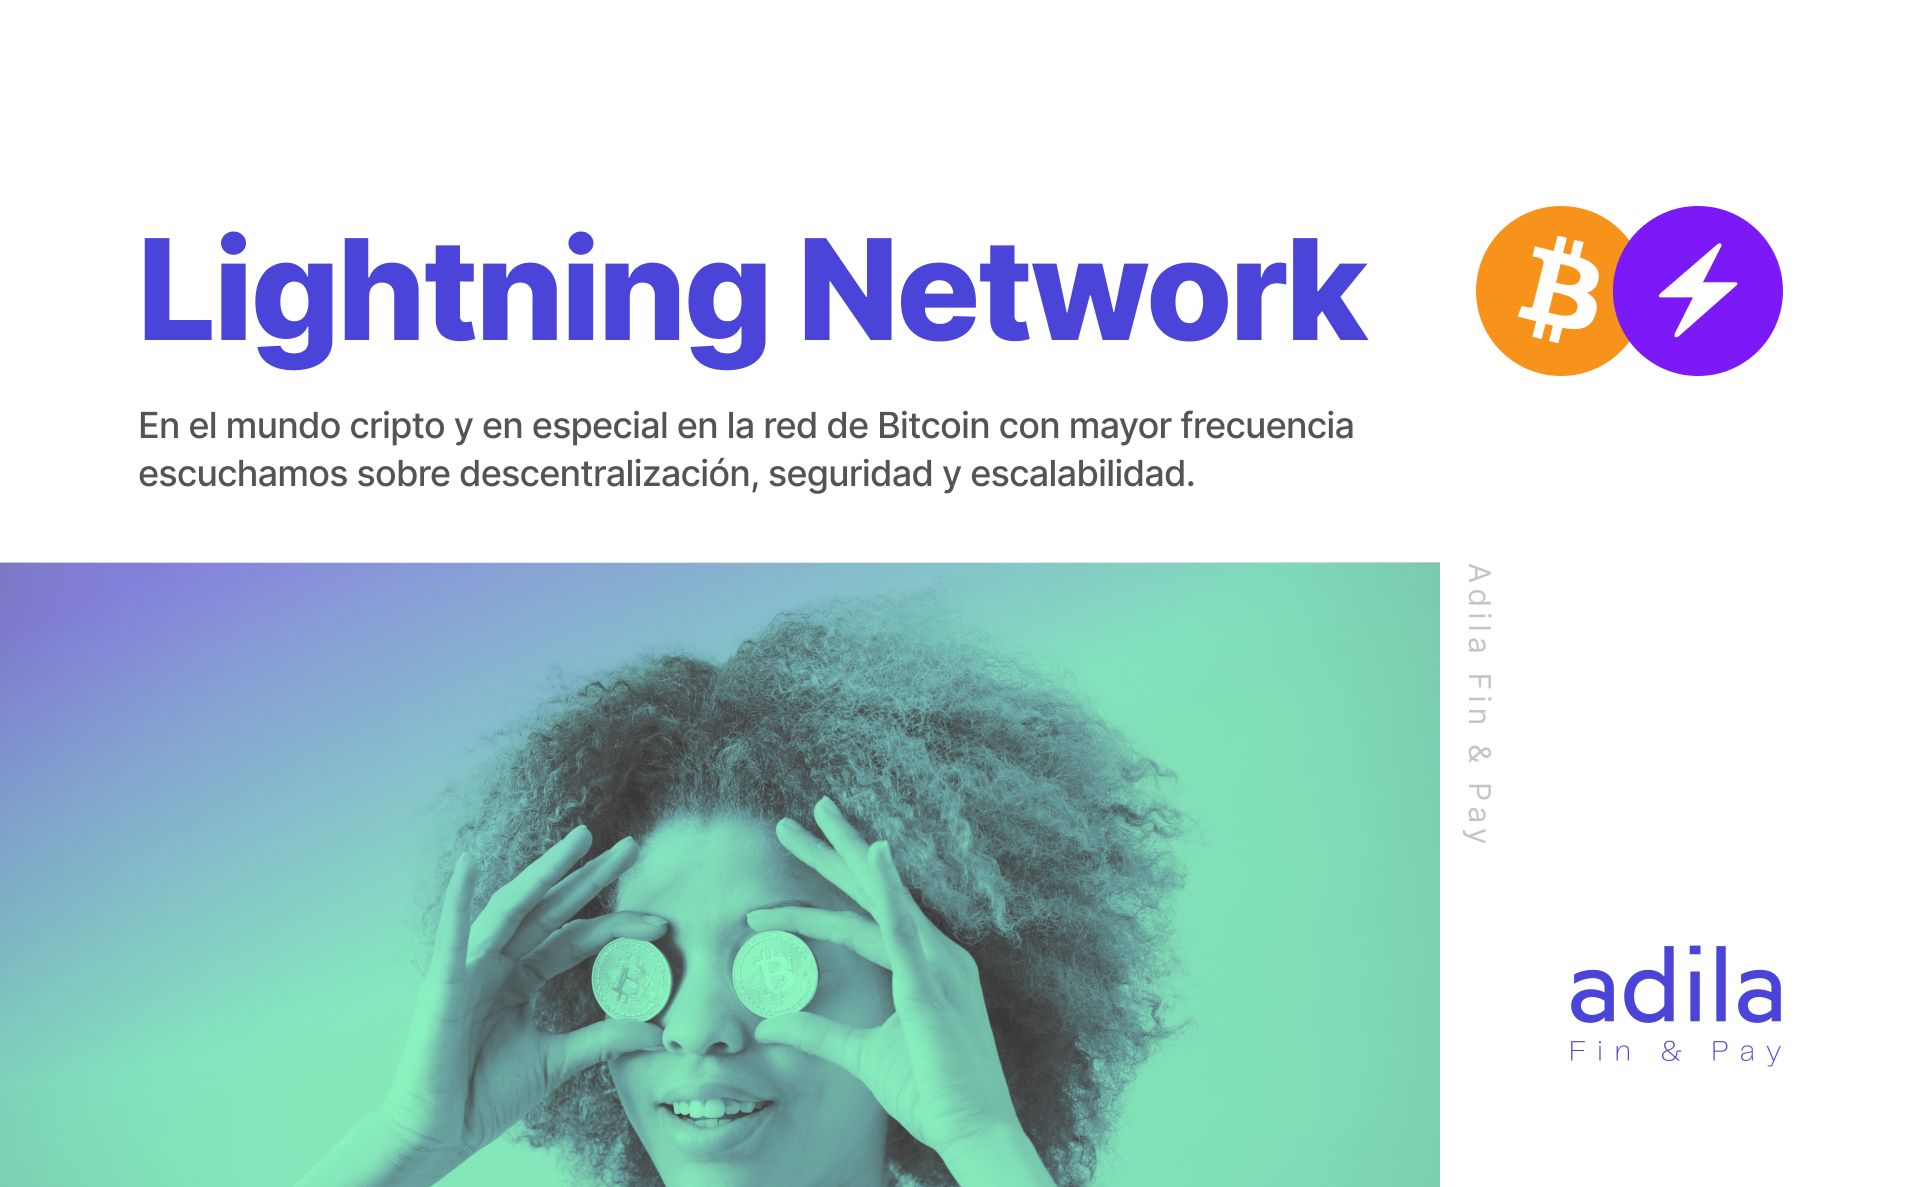 Lightning Network
En el mundo cripto y en especial en la red de Bitcoin con mayor frecuencia
escuchamos sobre descentralización, seguridad y escalabilidad.
Adila Fin & Pay
adila
Fin & Pay